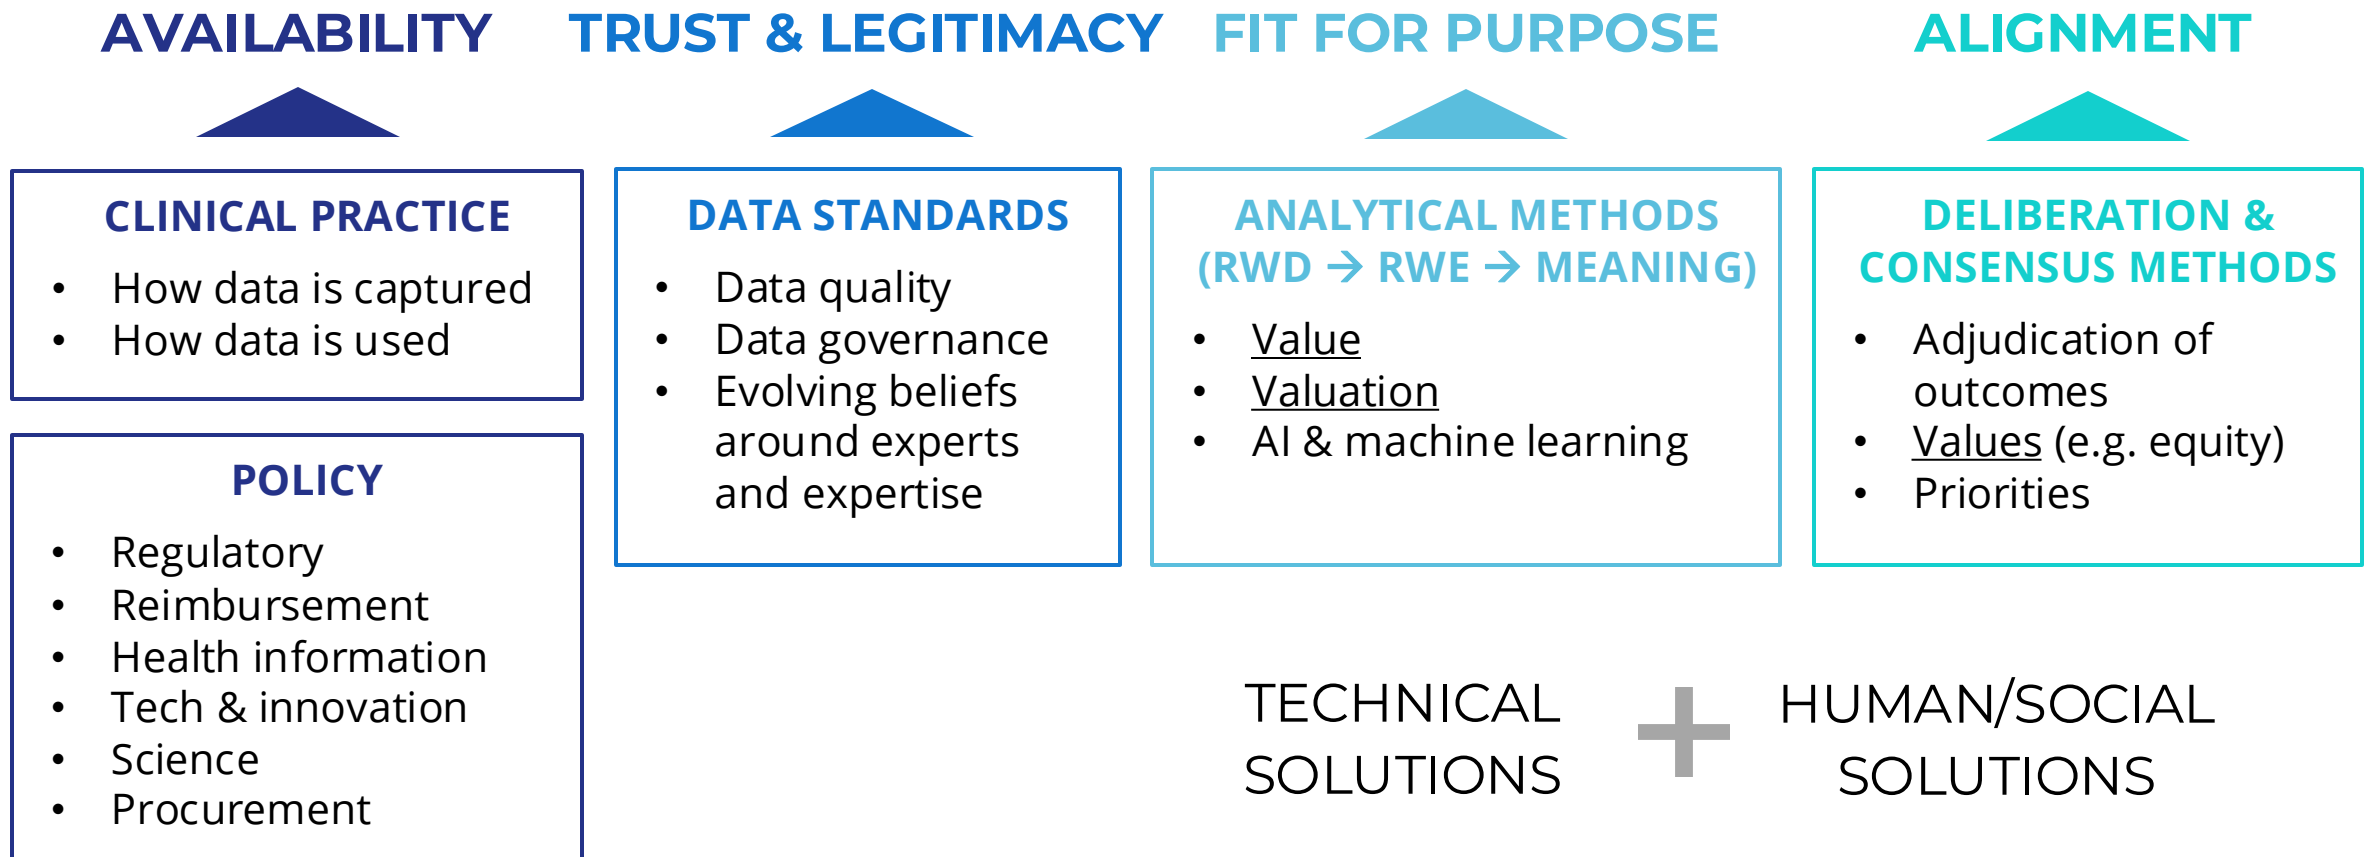 AVAILABILITY
CLINICAL PRACTICE
• How data is captured
• How data is used
POLICY
• Regulatory
• Reimbursement
• Health information
• Tech & innovation
• Science
• Procurement
TRUST & LEGITIMACY
DATA STANDARDS
• Data quality
• Data governance
• Evolving beliefs
around experts
and expertise
FIT FOR PURPOSE
ANALYTICAL METHODS
(RWD → RWE → MEANING)
• Value
• Valuation
• AI & machine learning
ALIGNMENT
DELIBERATION &
CONSENSUS METHODS
• Adjudication of
outcomes
• Values (e.g. equity)
• Priorities
TECHNICAL
SOLUTIONS
+
HUMAN/SOCIAL
SOLUTIONS